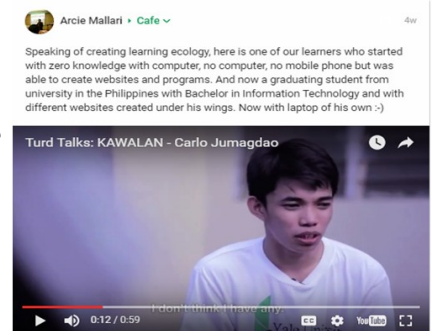 Arcie Mallari ▸ Cafe
4w
Speaking of creating learning ecology, here is one of our learners who started
with zero knowledge with computer, no computer, no mobile phone but was
able to create websites and programs. And now a graduating student from
university in the Philippines with Bachelor in Information Technology and with
different websites created under his wings. Now with laptop of his own :-)
Turd Talks: KAWALAN - Carlo Jumagdao
I don't think I have any.
0:12 / 0:59
CC
YouTube